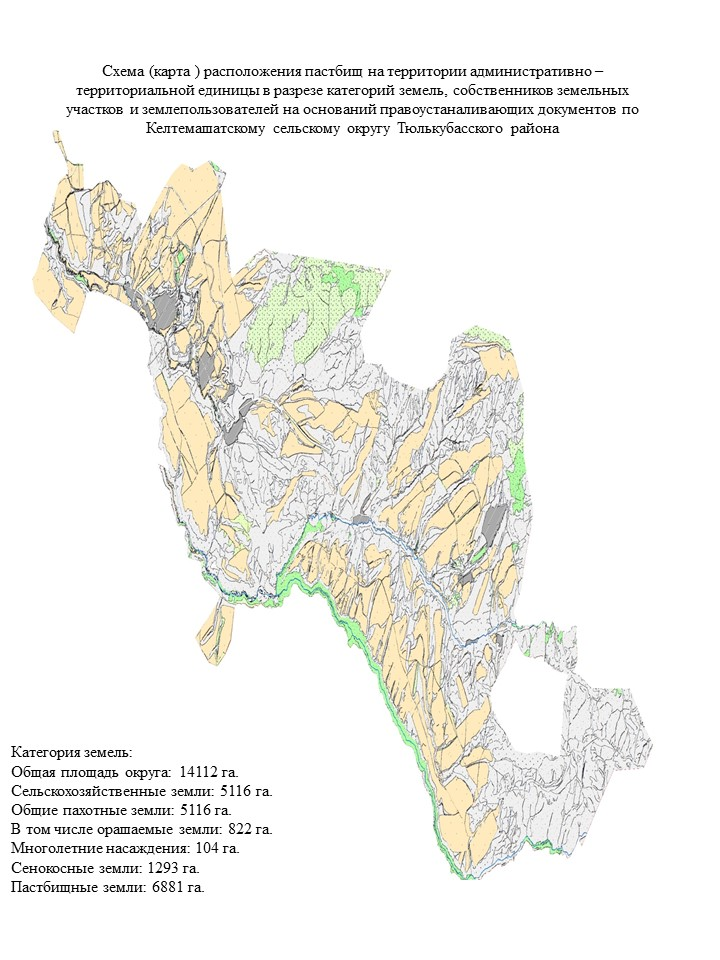 Схема (карта ) расположения пастбищ на территории административно –
территориальной единицы в разрезе категорий земель, собственников земельных
участков и землепользователей на оснований правоустаналивающих документов по
Келтемашатскому сельскому округу Тюлькубасского района
Категория земель:
Общая площадь округа: 14112 га.
Сельскохозяйственные земли: 5116 га.
Общие пахотные земли: 5116 га.
В том числе орашаемые земли: 822 га.
Многолетние насаждения: 104 га.
Сенокосные земли: 1293 га.
Пастбищные земли: 6881 га.